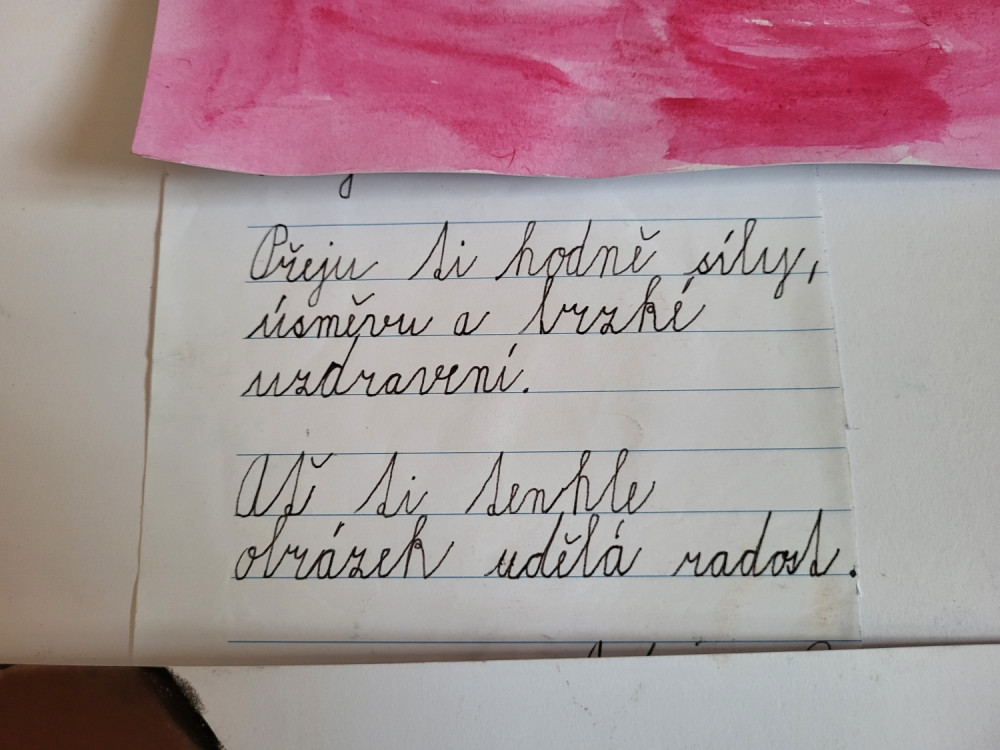 Přeju ti hodně síly,
úsměvu a brzké
uzdravení.
Ať ti tenhle
obrázek udělá radost.